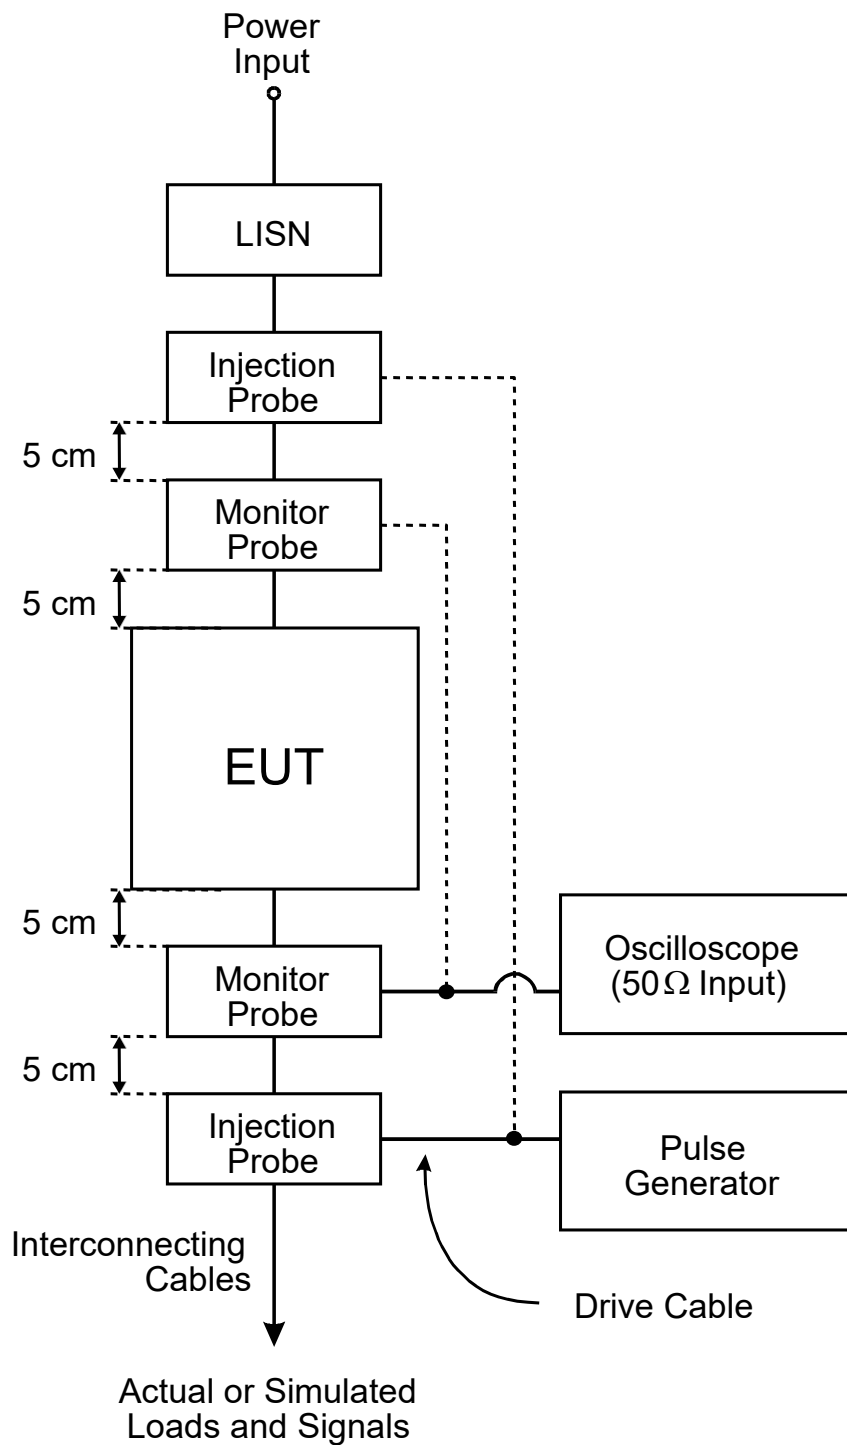 Power
Input
LISN
Injection
Probe
5 cm
Monitor
Probe
5 cm
EUT
5 cm
Monitor
Probe
Oscilloscope
(50Ω Input)
5 cm
Injection
Probe
Pulse
Generator
Interconnecting
Cables
Drive Cable
Actual or Simulated
Loads and Signals